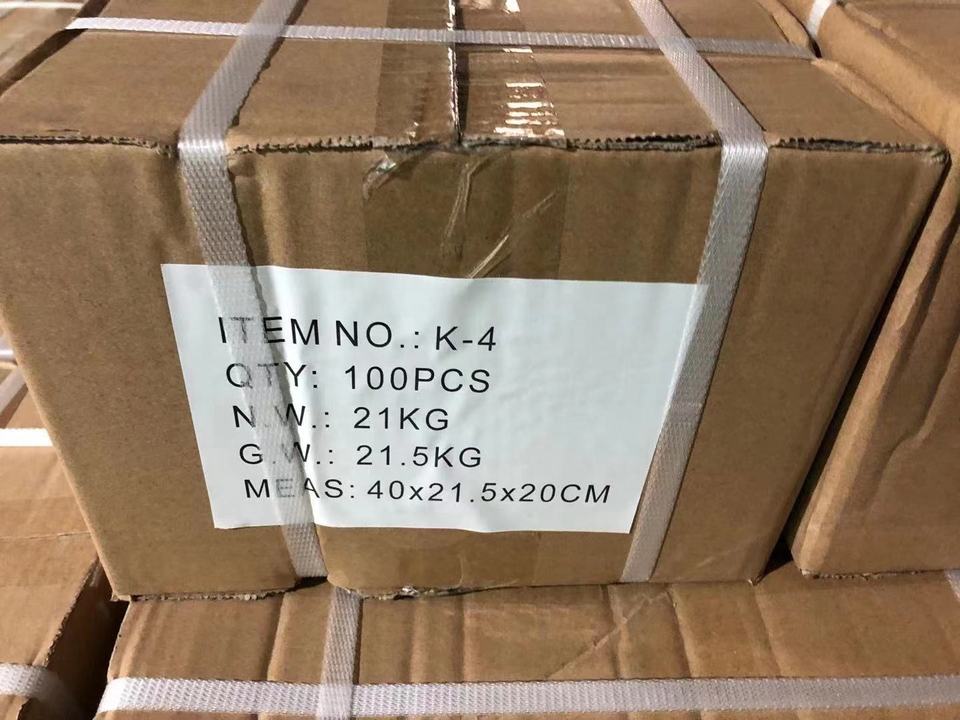 ITEM NO.: K-4
QTY: 100PCS
N.W.: 21KG
G.W.: 21.5KG
MEAS: 40x21.5x20CM